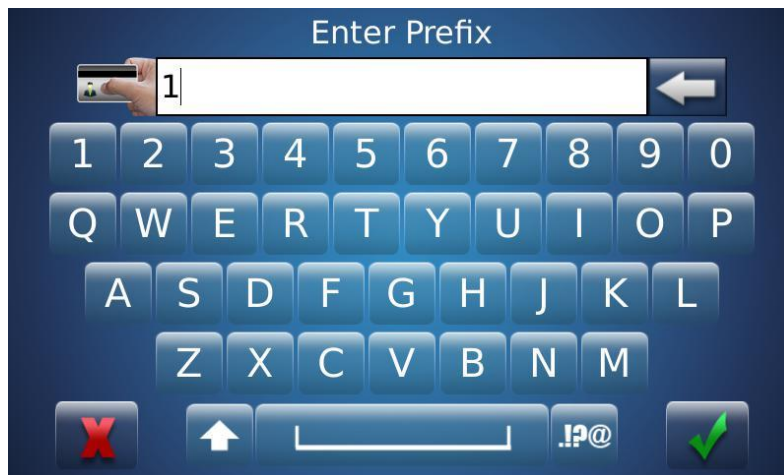 Enter Prefix
1
1 2 3 4 5 6 7 8 9 0
Q W E R T Y U I O P
A S D F G H J K L
Z X C V B N M
.!?@